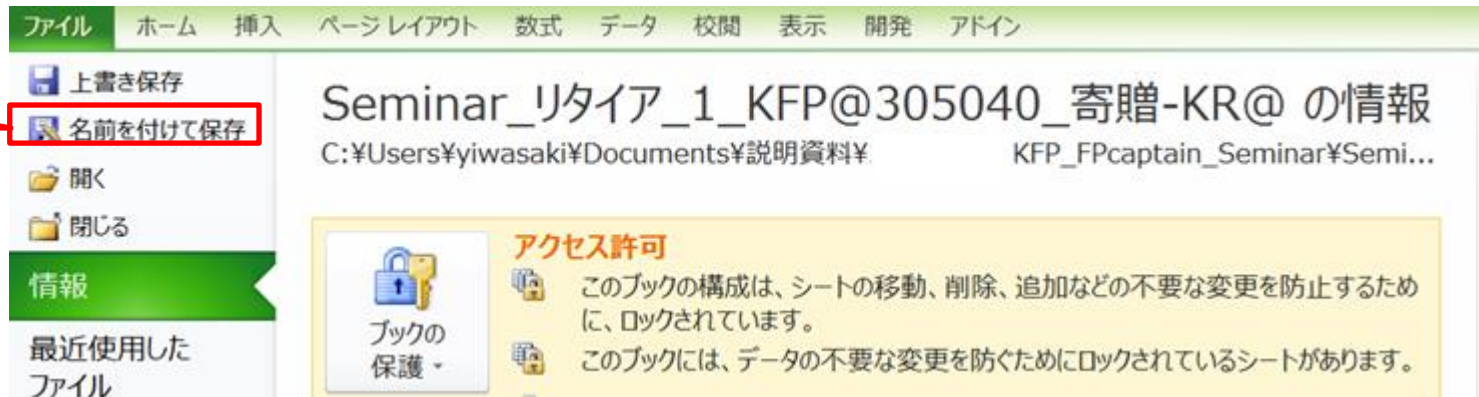 ファイル ホーム 挿入 ページ レイアウト 数式 データ 校閲 表示 開発 アドイン
上書き保存
名前を付けて保存
開く
閉じる
情報
最近使用した
ファイル
Seminar_リタイア_1_KFP@305040_寄贈-KR@ の情報
C:¥Users¥yiwasaki¥Documents¥説明資料¥. KFP_FPcaptain_Seminar¥Semi...
ブックの
保護
アクセス許可
このブックの構成は、シートの移動、削除、追加などの不要な変更を防止するため
に、ロックされています。
このブックには、データの不要な変更を防ぐためにロックされているシートがあります。